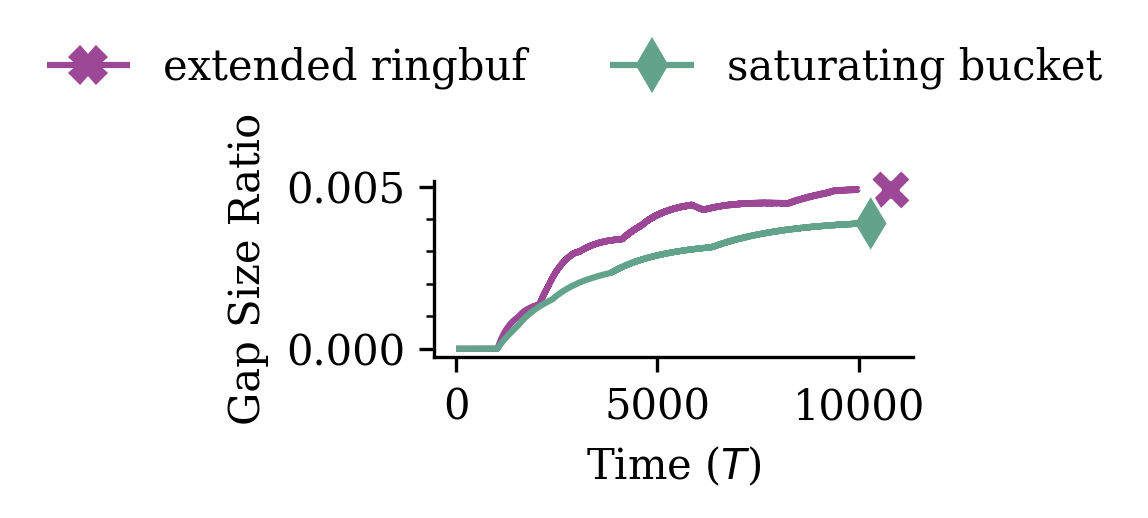 extended ringbuf
saturating bucket
Gap Size Ratio
0.005
0.000
0
5000
10000
Time (T)